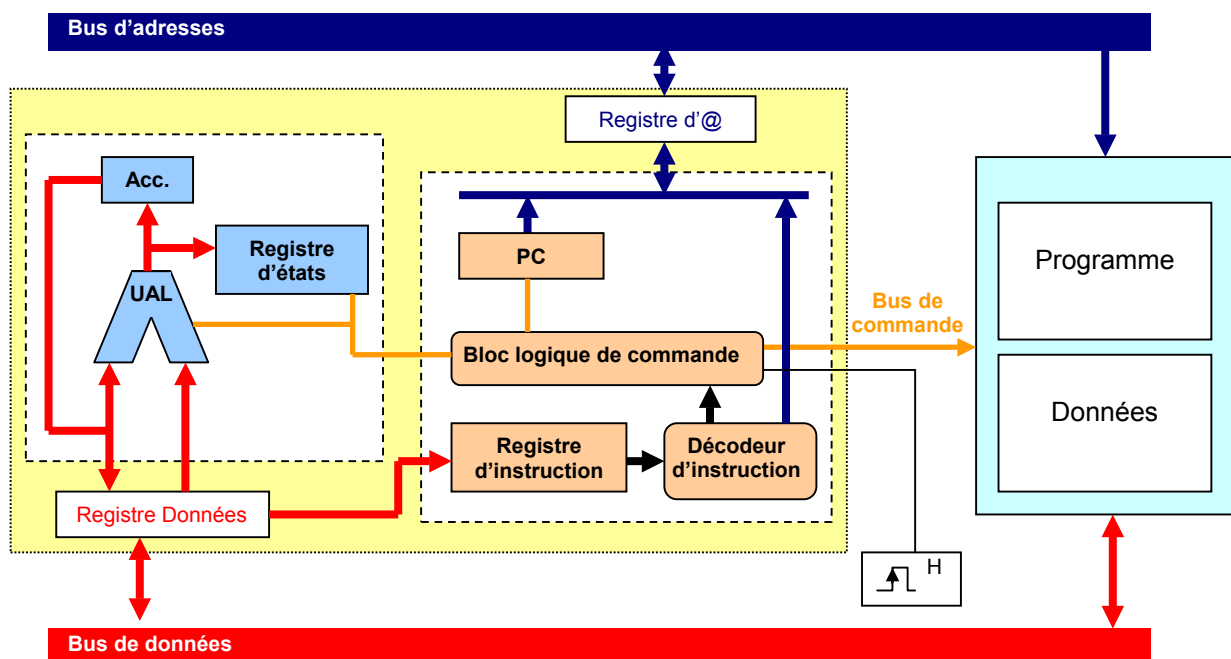 Bus d’adresses
Registre d’@
Acc.
Registre
d’états
UAL
PC
Programme
Bus de
commande
Bloc logique de commande
Données
Registre
d’instruction
Décodeur
d’instruction
Registre Données
H
Bus de données